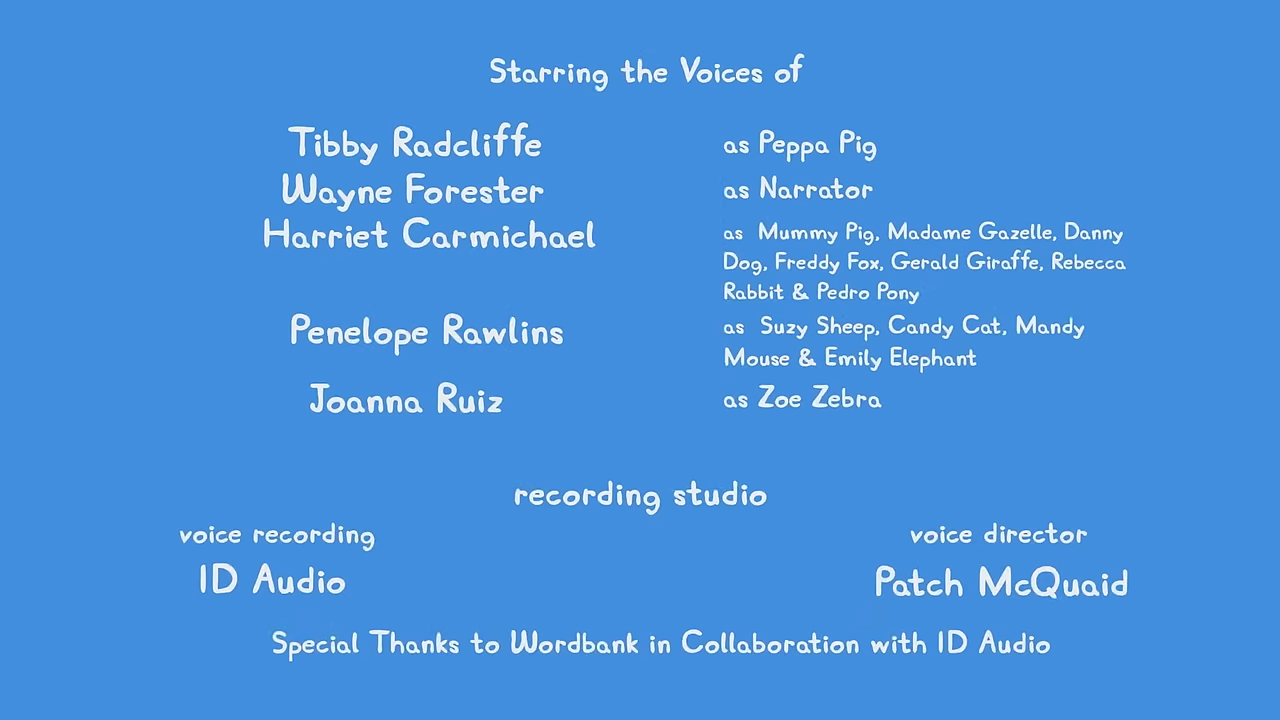 Starring the Voices of
Tibby Radcliffe as Peppa Pig
Wayne Forester as Narrator
Harriet Carmichael as Mummy Pig, Madame Gazelle, Danny
Dog, Freddy Fox, Gerald Giraffe, Rebecca
Rabbit & Pedro Pony
Penelope Rawlins as Suzy Sheep, Candy Cat, Mandy
Mouse & Emily Elephant
Joanna Ruiz as Zoe Zebra
recording studio
voice recording voice director
ID Audio Patch McQuaid
Special Thanks to Wordbank in Collaboration with ID Audio